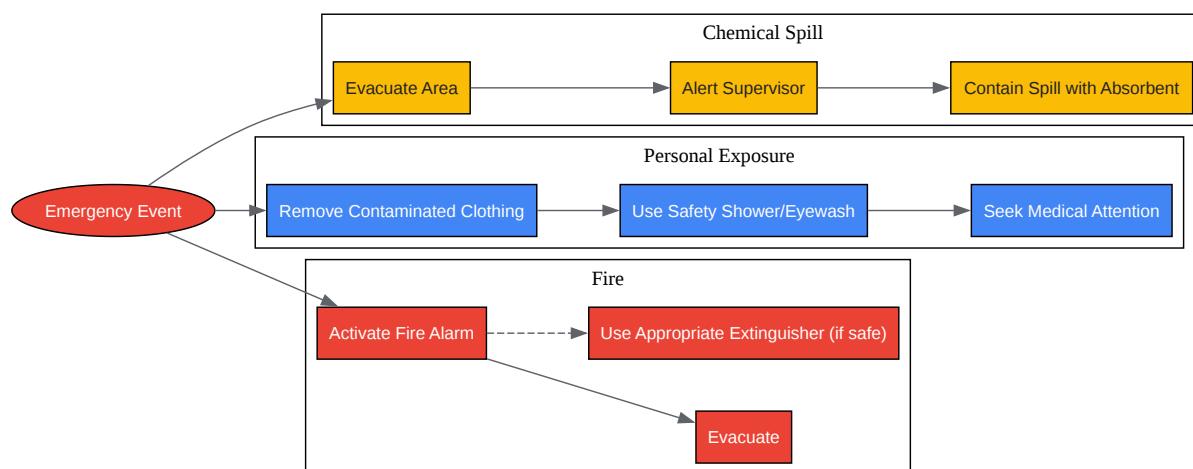 Chemical Spill
Evacuate Area
Alert Supervisor
Contain Spill with Absorbent
Personal Exposure
Emergency Event
Remove Contaminated Clothing
Use Safety Shower/Eyewash
Seek Medical Attention
Fire
Activate Fire Alarm
Use Appropriate Extinguisher (if safe)
Evacuate